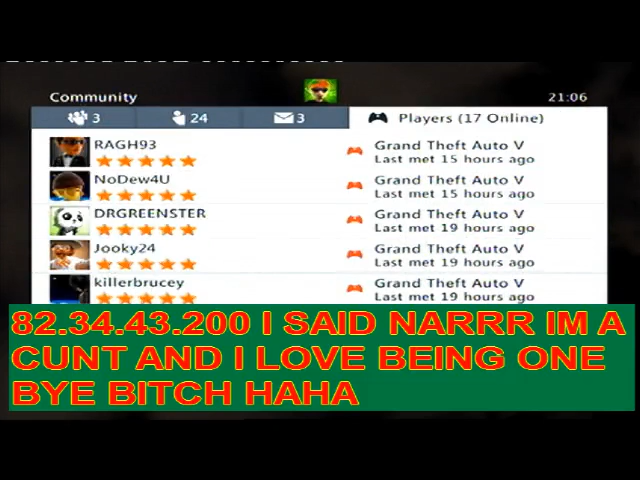 Community
21:06
3
24
3
Players (17 Online)
RAGH93
Grand Theft Auto V
Last met 15 hours ago
NoDew4U
Grand Theft Auto V
Last met 15 hours ago
DRGREENSTER
Grand Theft Auto V
Last met 19 hours ago
Jooky24
Grand Theft Auto V
Last met 19 hours ago
killerbrucey
Grand Theft Auto V
Last met 19 hours ago
82.34.43.200 I SAID NARRR IM A
CUNT AND I LOVE BEING ONE
BYE BITCH HAHA